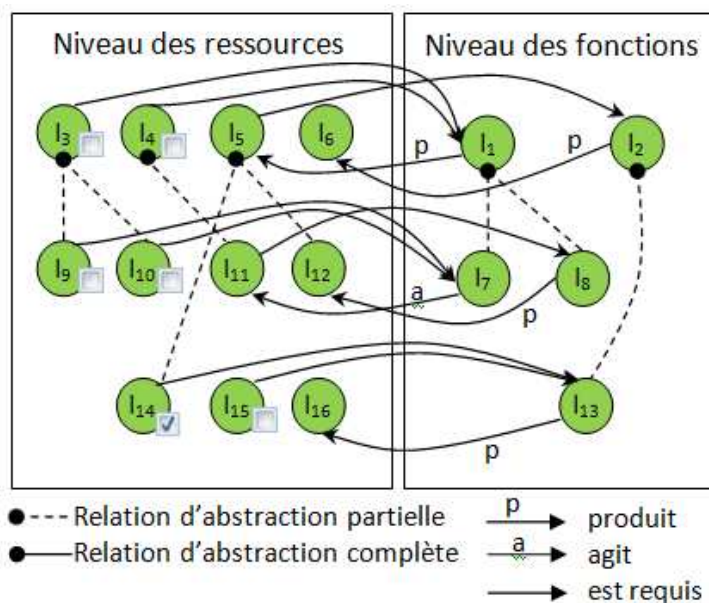 Niveau des ressources
Niveau des fonctions
I3 I4 I5 I6 I1 I2
p p
I9 I10 I11 I12 I7 I8
a p
I14 I15 I16 I13
p
Relation d'abstraction partielle p produit
Relation d'abstraction complète a agit
est requis